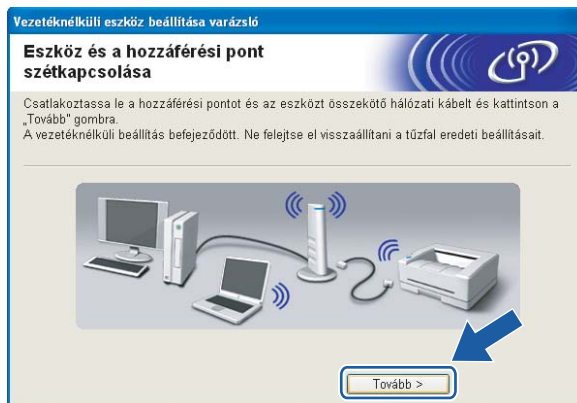 Vezetéknélküli eszköz beállítása varázsló
Eszköz és a hozzáférési pont
szétkapcsolása
Csatlakoztassa le a hozzáférési pontot és az eszközt összekötő hálózati kábelt és kattintson a
„Tovább" gombra.
A vezetéknélküli beállítás befejeződött. Ne felejtse el visszaállítani a tűzfal eredeti beállításait.
Tovább >